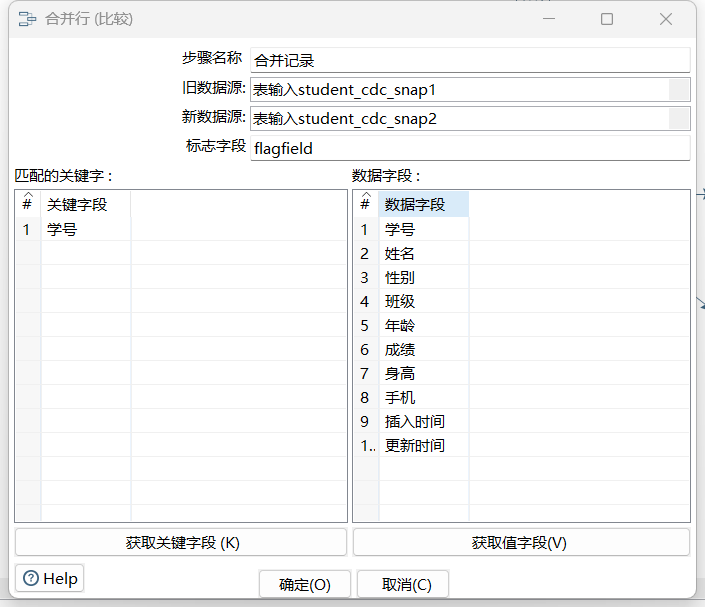 合并行 (比较)
步骤名称 合并记录
旧数据源: 表输入student_cdc_snap1
新数据源: 表输入student_cdc_snap2
标志字段 flagfield
匹配的关键字： 数据字段：
# 关键字段 # 数据字段
1 学号 1 学号
2 姓名
3 性别
4 班级
5 年龄
6 成绩
7 身高
8 手机
9 插入时间
1.. 更新时间
获取关键字段 (K) 获取值字段(V)
Help 确定(O) 取消(C)